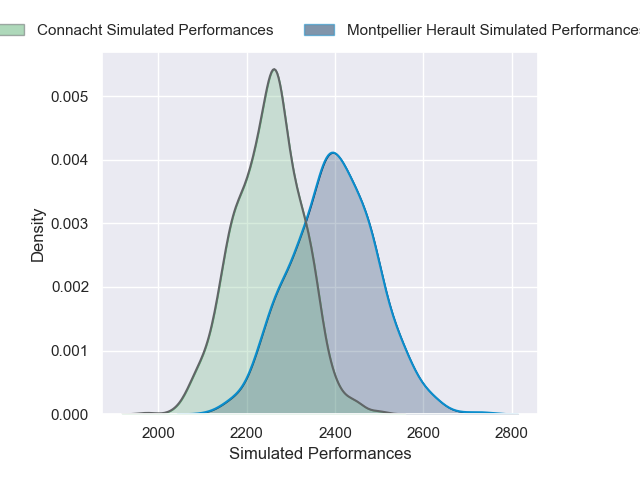 Connacht Simulated Performances
Montpellier Herault Simulated Performances
0.005
0.004
0.003
0.002
0.001
0.000
Density
2000
2200
2400
2600
2800
Simulated Performances